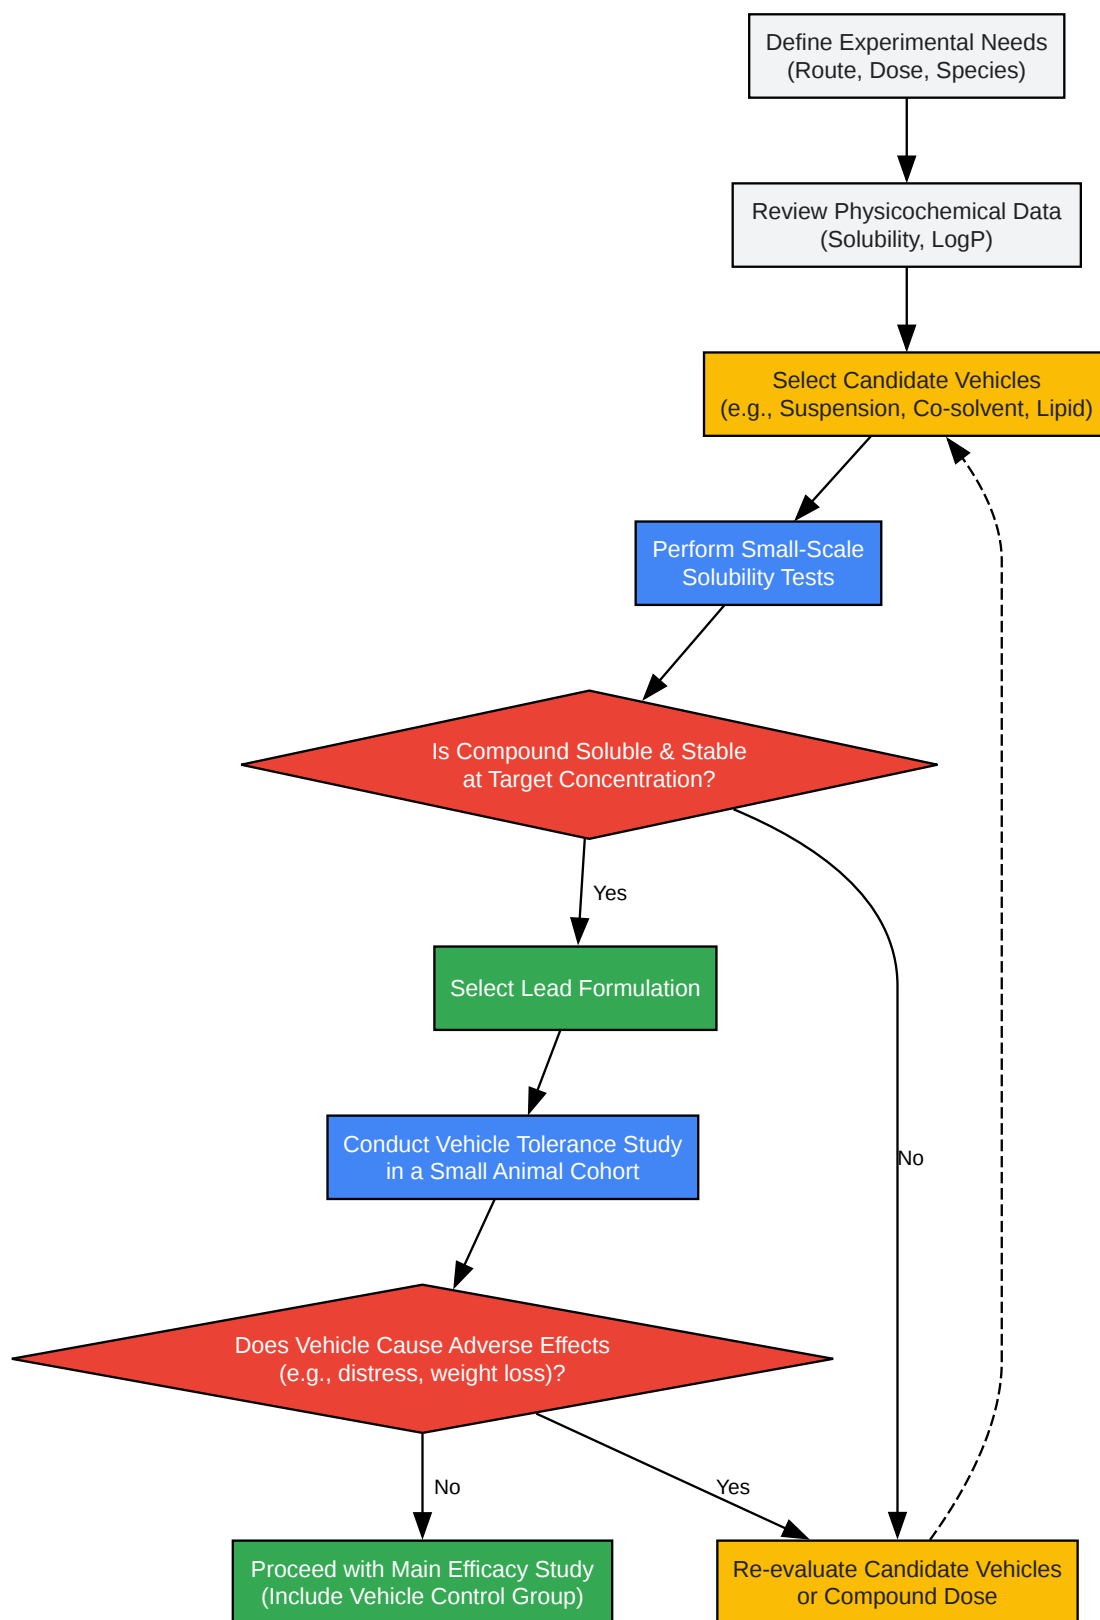 Define Experimental Needs
(Route, Dose, Species)
Review Physicochemical Data
(Solubility, LogP)
Select Candidate Vehicles
(e.g., Suspension, Co-solvent, Lipid)
Perform Small-Scale
Solubility Tests
Is Compound Soluble & Stable
at Target Concentration?
Yes
Select Lead Formulation
Conduct Vehicle Tolerance Study
in a Small Animal Cohort
No
Does Vehicle Cause Adverse Effects
(e.g., distress, weight loss)?
No
Yes
Proceed with Main Efficacy Study
(Include Vehicle Control Group)
Re-evaluate Candidate Vehicles
or Compound Dose